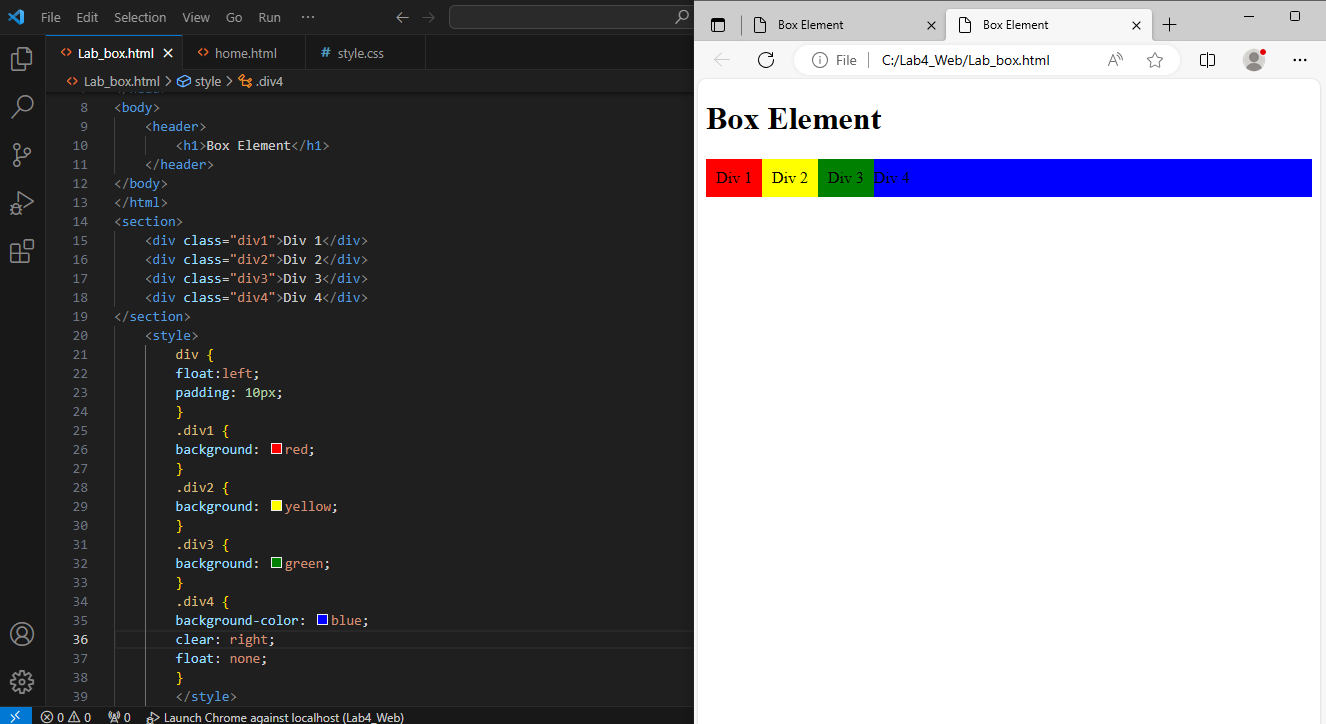 File Edit Selection View Go Run ···
Lab_box.html home.html # style.css
Lab_box.html > style > .div4
8 <body>
9 <header>
10 <h1>Box Element</h1>
11 </header>
12 </body>
13 </html>
14 <section>
15 <div class="div1">Div 1</div>
16 <div class="div2">Div 2</div>
17 <div class="div3">Div 3</div>
18 <div class="div4">Div 4</div>
19 </section>
20 <style>
21 div {
22 float:left;
23 padding: 10px;
24 }
25 .div1 {
26 background: red;
27 }
28 .div2 {
29 background: yellow;
30 }
31 .div3 {
32 background: green;
33 }
34 .div4 {
35 background-color: blue;
36 clear: right;
37 float: none;
38 }
39 </style>
0 0 0 Launch Chrome against localhost (Lab4_Web)
Box Element Box Element
File C:/Lab4_Web/Lab_box.html
Box Element
Div 1 Div 2 Div 3 Div 4